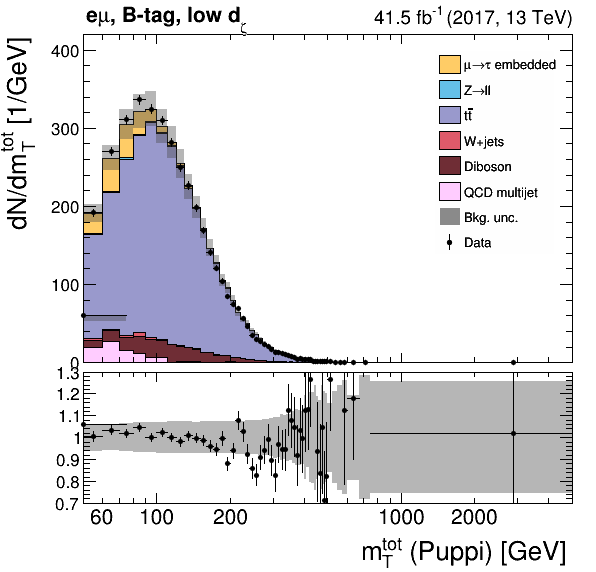 eμ, B-tag, low dζ
41.5 fb⁻¹ (2017, 13 TeV)
dN/dm_T^tot [1/GeV]
400
300
200
100
0
μ→τ embedded
Z→ll
tt̄
W+jets
Diboson
QCD multijet
Bkg. unc.
Data
1.3
1.2
1.1
1
0.9
0.8
0.7
60 100 200 1000 2000
m_T^tot (Puppi) [GeV]